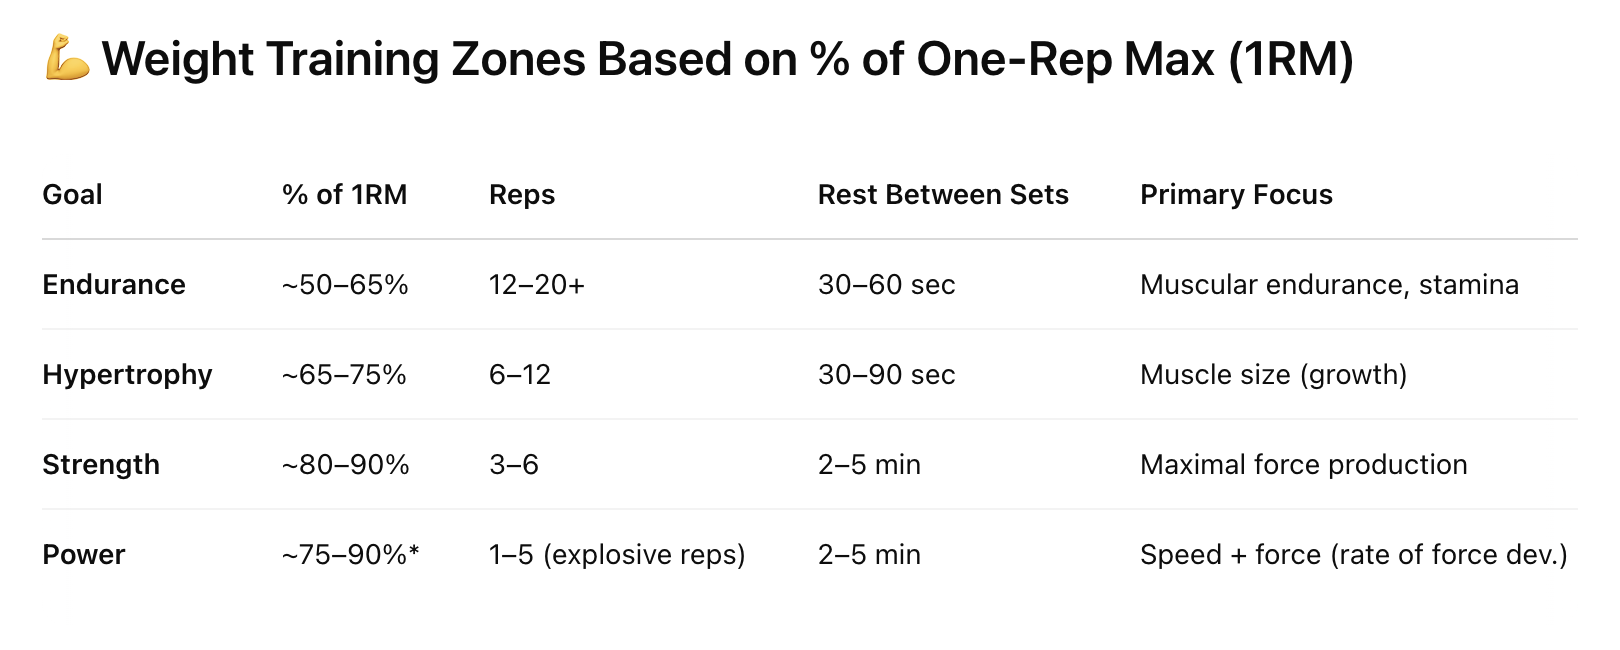 💪 Weight Training Zones Based on % of One-Rep Max (1RM)
Goal % of 1RM Reps Rest Between Sets Primary Focus
Endurance ~50–65% 12–20+ 30–60 sec Muscular endurance, stamina
Hypertrophy ~65–75% 6–12 30–90 sec Muscle size (growth)
Strength ~80–90% 3–6 2–5 min Maximal force production
Power ~75–90%* 1–5 (explosive reps) 2–5 min Speed + force (rate of force dev.)